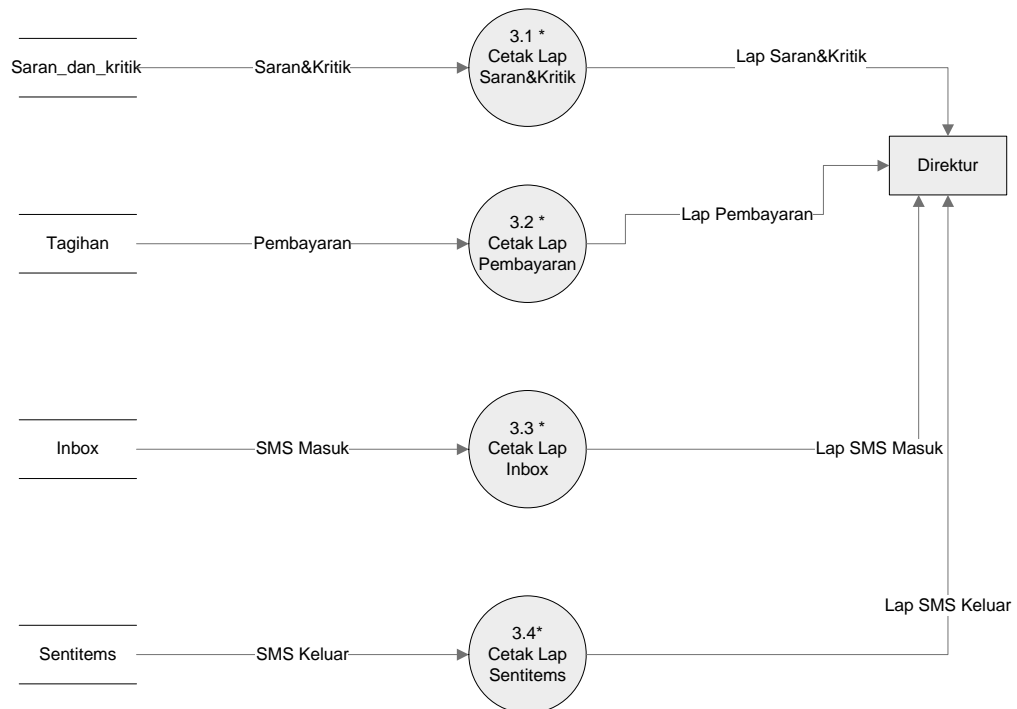 Saran_dan_kritik
Saran&Kritik
3.1 *
Cetak Lap
Saran&Kritik
Lap Saran&Kritik
Direktur
Tagihan
Pembayaran
3.2 *
Cetak Lap
Pembayaran
Lap Pembayaran
Inbox
SMS Masuk
3.3 *
Cetak Lap
Inbox
Lap SMS Masuk
Sentitems
SMS Keluar
3.4*
Cetak Lap
Sentitems
Lap SMS Keluar